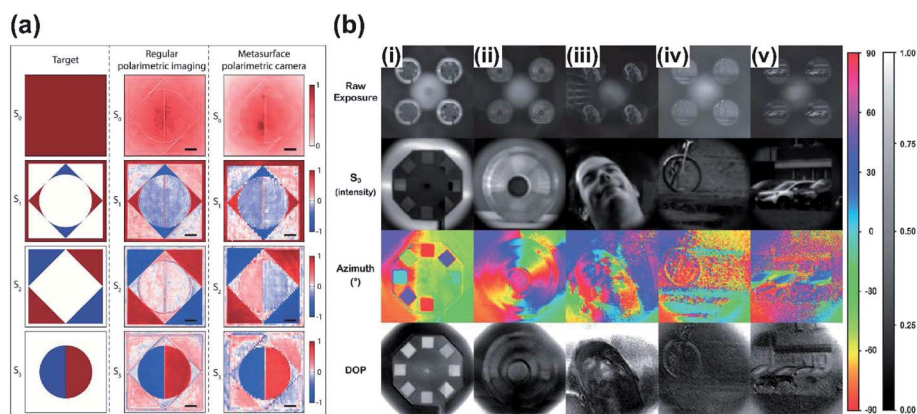 (a)
Target
Regular
polarimetric imaging
Metasurface
polarimetric camera
S0
S0
S0
1
0
S1
S1
S1
1
0
-1
S2
S2
S2
1
0
-1
S3
S3
S3
1
0
-1
(b)
(i)
(ii)
(iii)
(iv)
(v)
Raw
Exposure
S0
(intensity)
Azimuth
(°)
DOP
90
60
30
0
-30
-60
-90
1.00
0.75
0.50
0.25
0.00